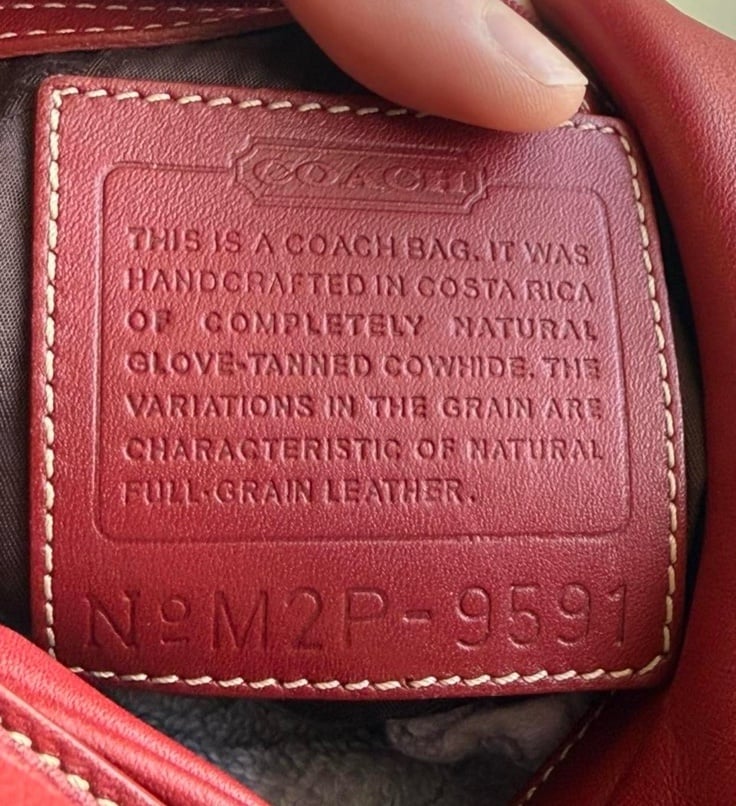 COACH
THIS IS A COACH BAG. IT WAS
HANDCRAFTED IN COSTA RICA
OF COMPLETELY NATURAL
GLOVE-TANNED COWHIDE. THE
VARIATIONS IN THE GRAIN ARE
CHARACTERISTIC OF NATURAL
FULL-GRAIN LEATHER.
Nº M2P-9591